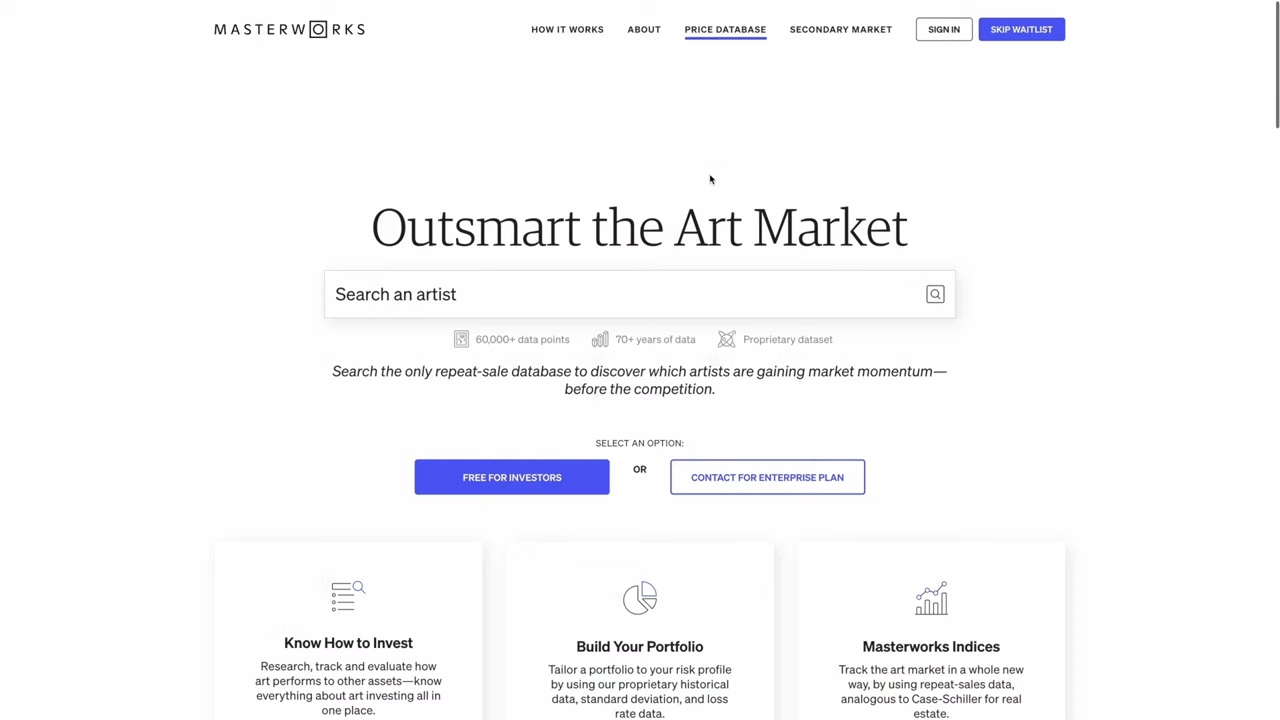 MASTERWORKS
HOW IT WORKS
ABOUT
PRICE DATABASE
SECONDARY MARKET
SIGN IN
SKIP WAITLIST
Outsmart the Art Market
Search an artist
60,000+ data points
70+ years of data
Proprietary dataset
Search the only repeat-sale database to discover which artists are gaining market momentum—
before the competition.
SELECT AN OPTION:
FREE FOR INVESTORS
OR
CONTACT FOR ENTERPRISE PLAN
Know How to Invest
Research, track and evaluate how
art performs to other assets—know
everything about art investing all in
one place.
Build Your Portfolio
Tailor a portfolio to your risk profile
by using our proprietary historical
data, standard deviation, and loss
rate data.
Masterworks Indices
Track the art market in a whole new
way, by using repeat-sales data,
analogous to Case-Schiller for real
estate.